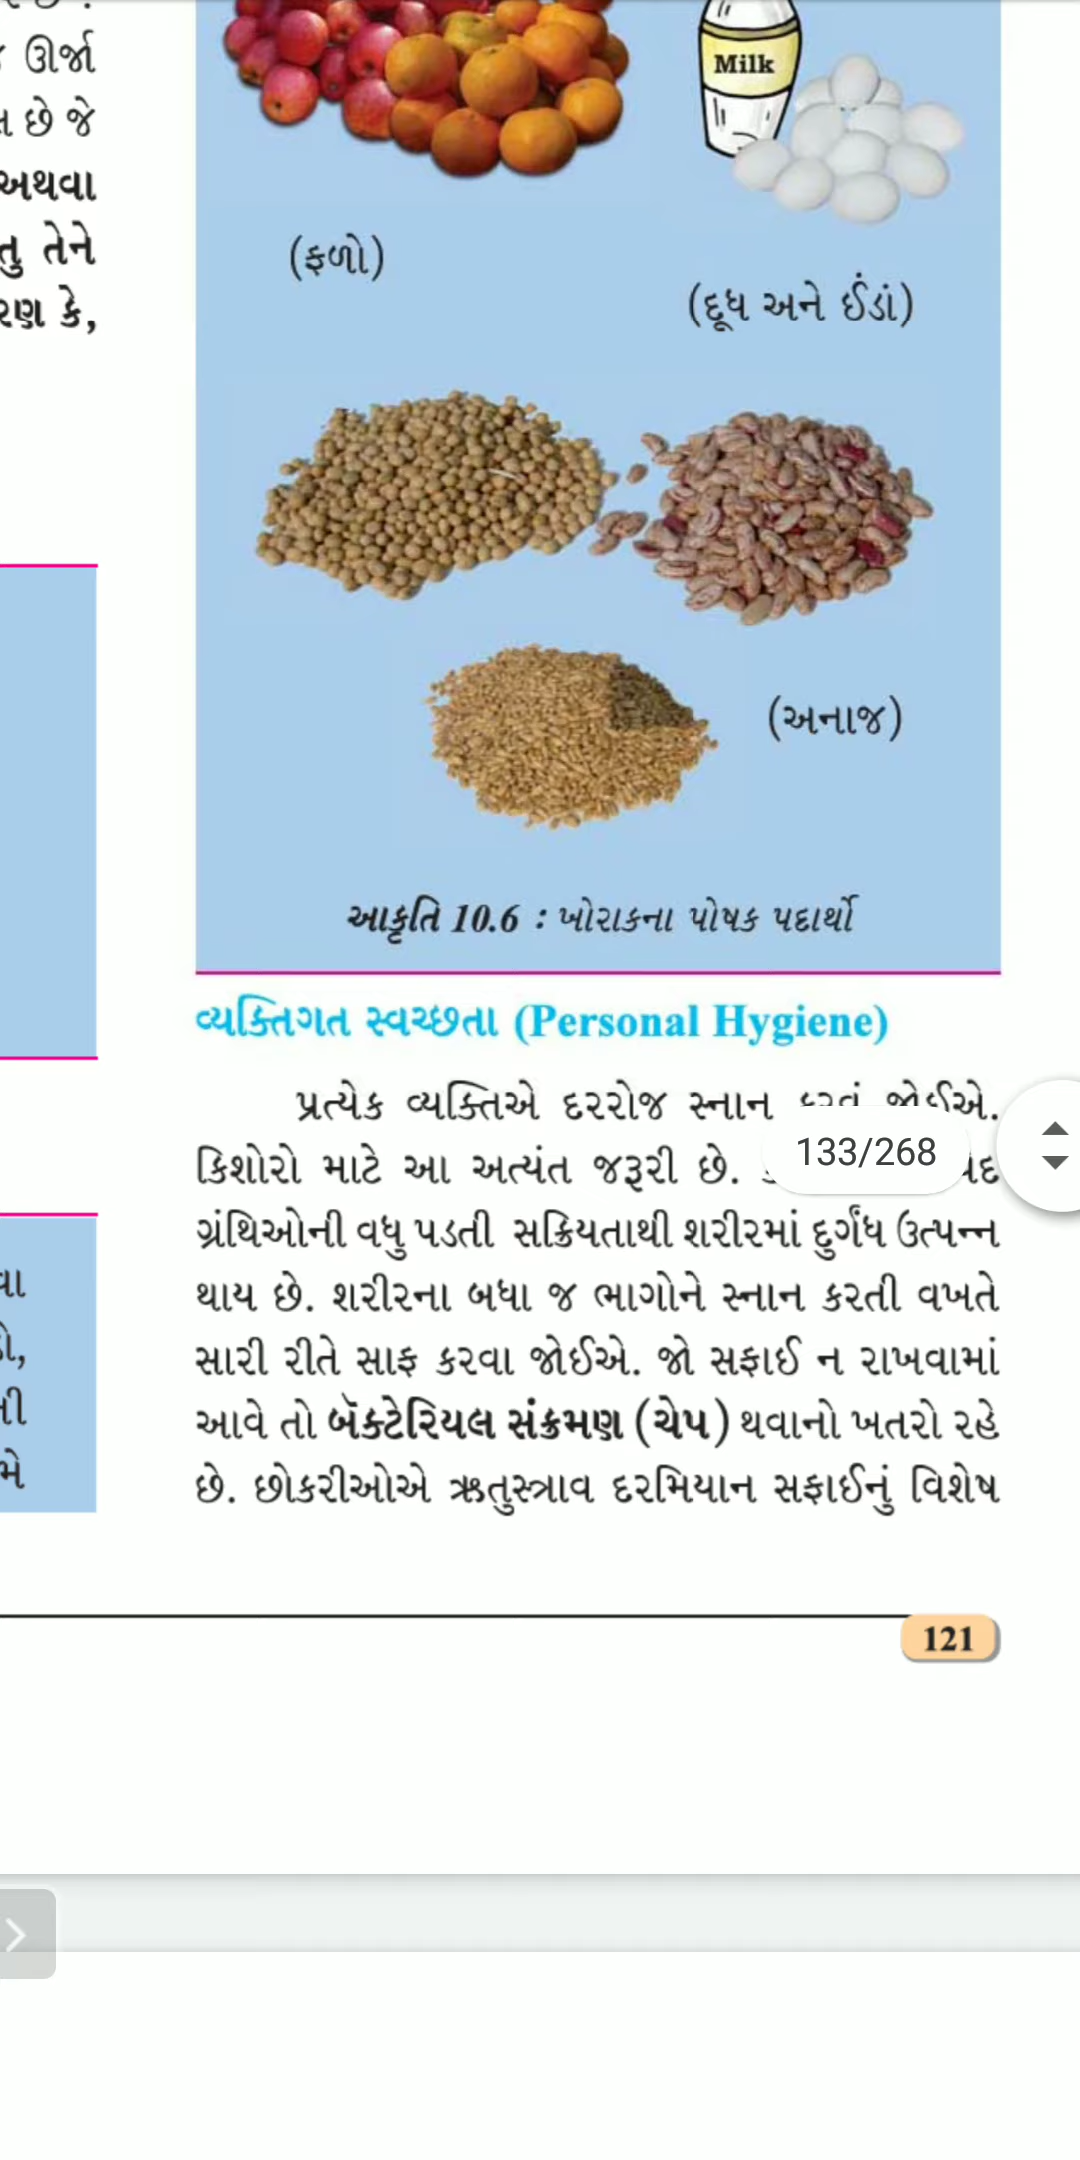 ઊર્જા
છે જે
અથવા
તેને
કે,
Milk
(ફળો)
(દૂધ અને ઈંડાં)
(અનાજ)
આકૃતિ 10.6 : ખોરાકના પોષક પદાર્થો
વ્યક્તિગત સ્વચ્છતા (Personal Hygiene)
પ્રત્યેક વ્યક્તિએ દરરોજ સ્નાન કરવું જોઈએ.
કિશોરો માટે આ અત્યંત જરૂરી છે.
133/268
ગ્રંથિઓની વધુ પડતી સક્રિયતાથી શરીરમાં દુર્ગંધ ઉત્પન્ન
થાય છે. શરીરના બધા જ ભાગોને સ્નાન કરતી વખતે
સારી રીતે સાફ કરવા જોઈએ. જો સફાઈ ન રાખવામાં
આવે તો બૅક્ટેરિયલ સંક્રમણ (ચેપ) થવાનો ખતરો રહે
છે. છોકરીઓએ ઋતુસ્ત્રાવ દરમિયાન સફાઈનું વિશેષ
121